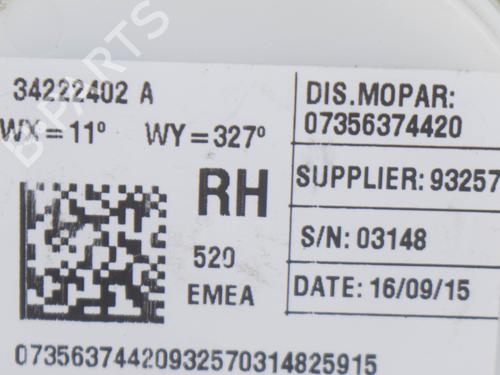 34222402 A
WX=11° WY=327°
RH
520
EMEA
DIS.MOPAR:
07356374420
SUPPLIER: 93257
S/N: 03148
DATE: 16/09/15
07356374420932570314825915
B-PARTS